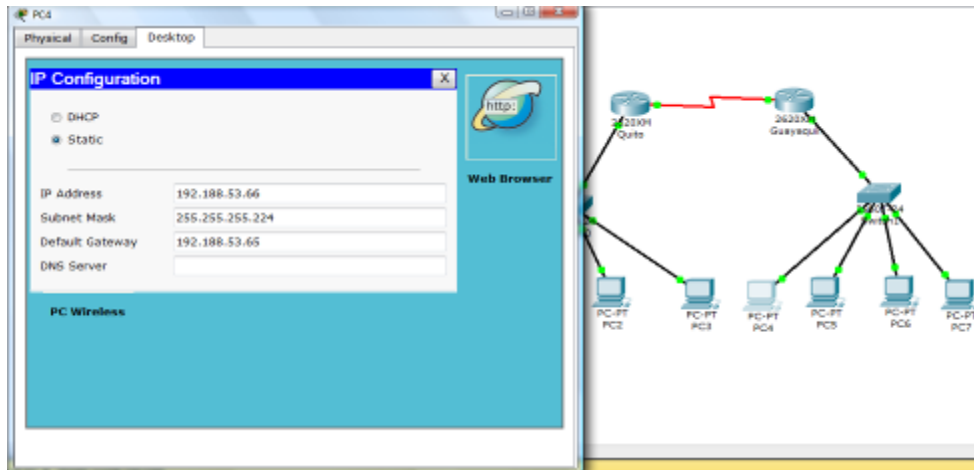 PC4
Physical Config Desktop
IP Configuration X
DHCP
Static
IP Address 192.188.53.66
Subnet Mask 255.255.255.224
Default Gateway 192.188.53.65
DNS Server
http:
Web Browser
PC Wireless
2620XM
Quito
Guayaquil
PC-PT
PC2
PC-PT
PC3
PC-PT
PC4
PC-PT
PC5
PC-PT
PC6
PC-PT
PC7